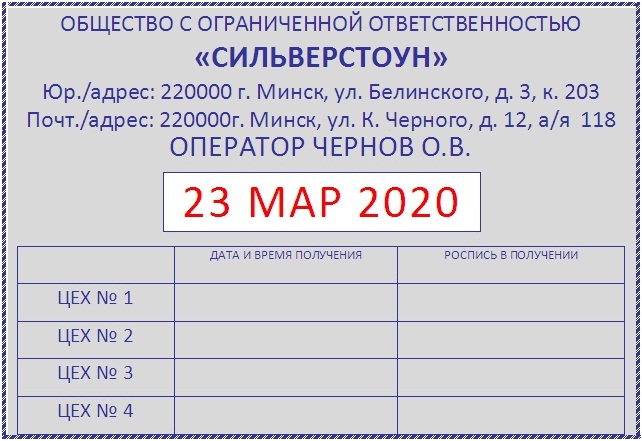 ОБЩЕСТВО С ОГРАНИЧЕННОЙ ОТВЕТСТВЕННОСТЬЮ
«СИЛЬВЕРСТОУН»
Юр./адрес: 220000 г. Минск, ул. Белинского, д. 3, к. 203
Почт./адрес: 220000г. Минск, ул. К. Черного, д. 12, а/я 118
ОПЕРАТОР ЧЕРНОВ О.В.
23 МАР 2020
ДАТА И ВРЕМЯ ПОЛУЧЕНИЯ РОСПИСЬ В ПОЛУЧЕНИИ
ЦЕХ № 1
ЦЕХ № 2
ЦЕХ № 3
ЦЕХ № 4